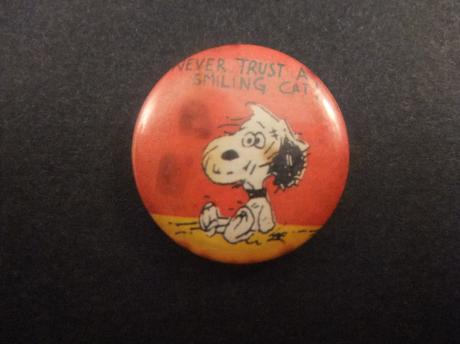 NEVER TRUST A
SMILING CAT